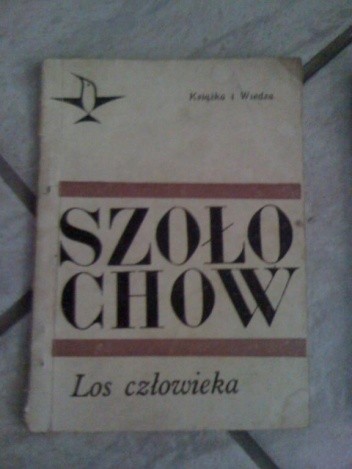 Książka i Wiedza
SZOŁO
CHOW
Los człowieka